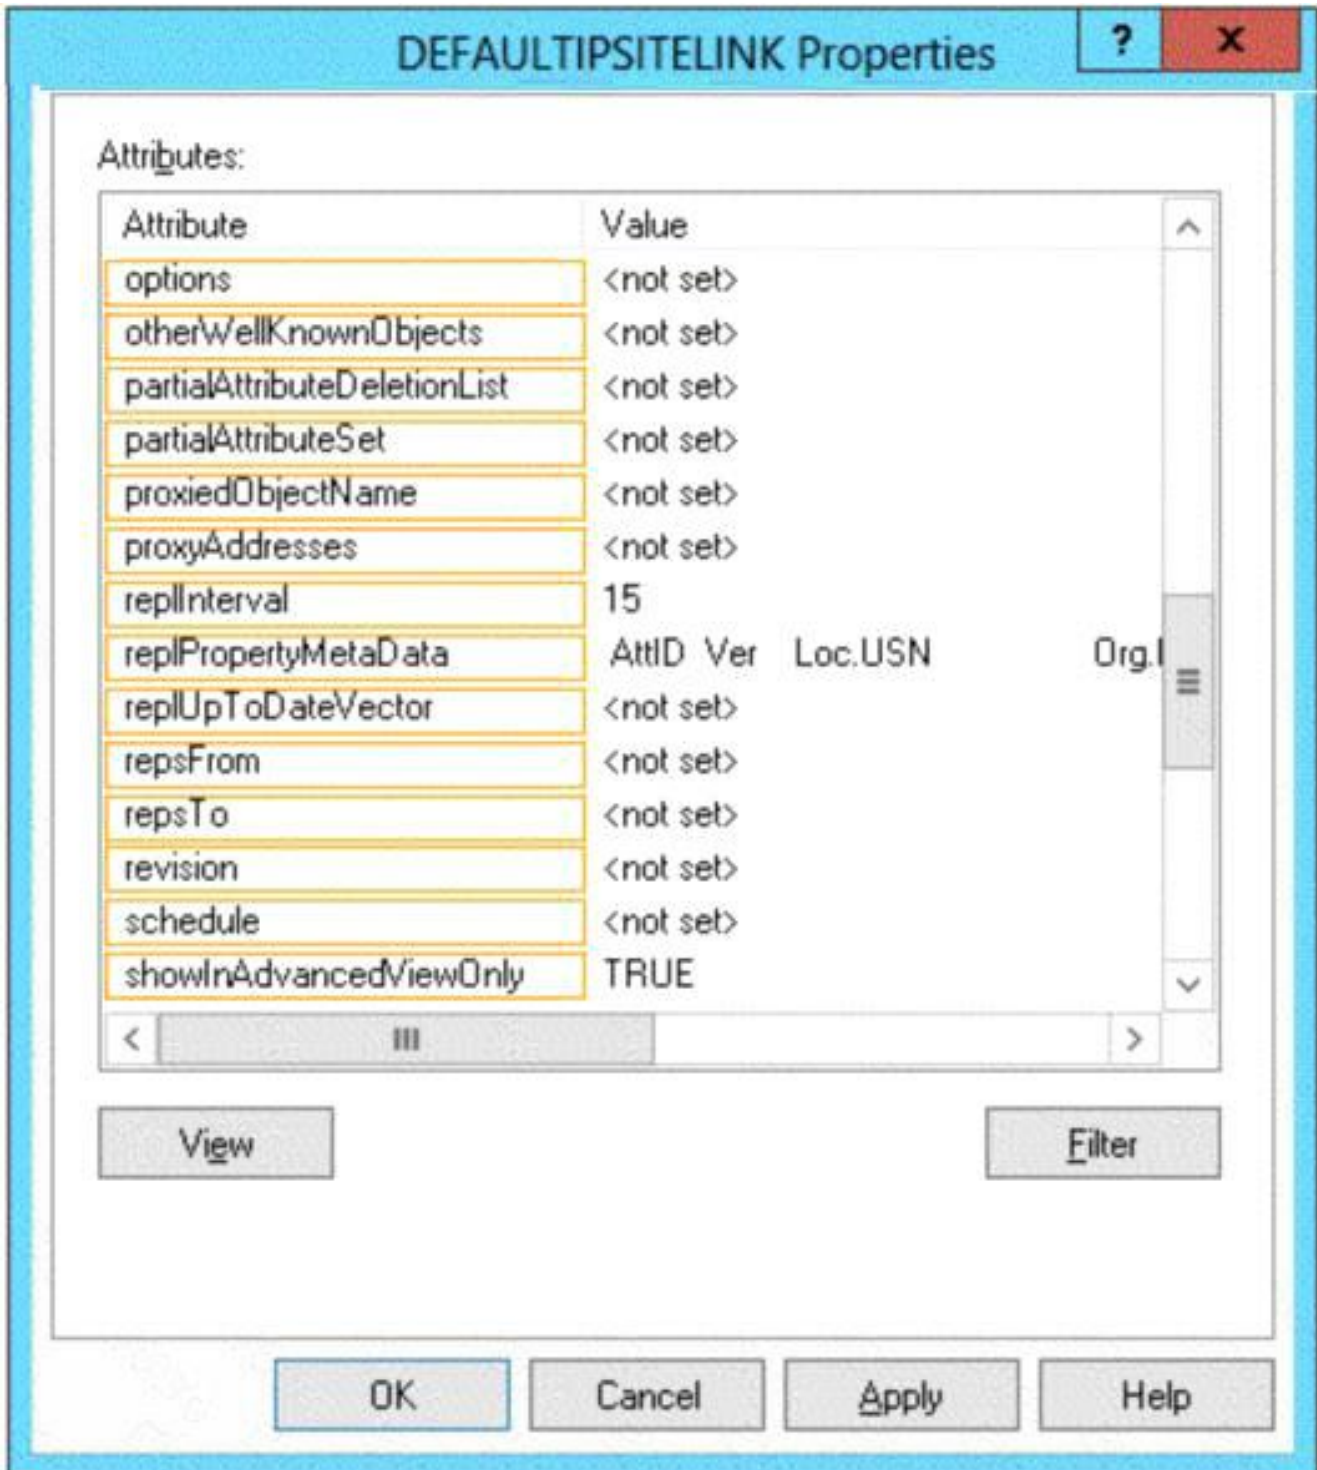 DEFAULTIPSITELINK Properties ? x
Attributes:
Attribute Value
options <not set>
otherWellKnownObjects <not set>
partialAttributeDeletionList <not set>
partialAttributeSet <not set>
proxiedObjectName <not set>
proxyAddresses <not set>
replInterval 15
replPropertyMetaData AttID Ver Loc.USN Org.
replUpToDateVector <not set>
repsFrom <not set>
repsTo <not set>
revision <not set>
schedule <not set>
showInAdvancedViewOnly TRUE
View Filter
OK Cancel Apply Help